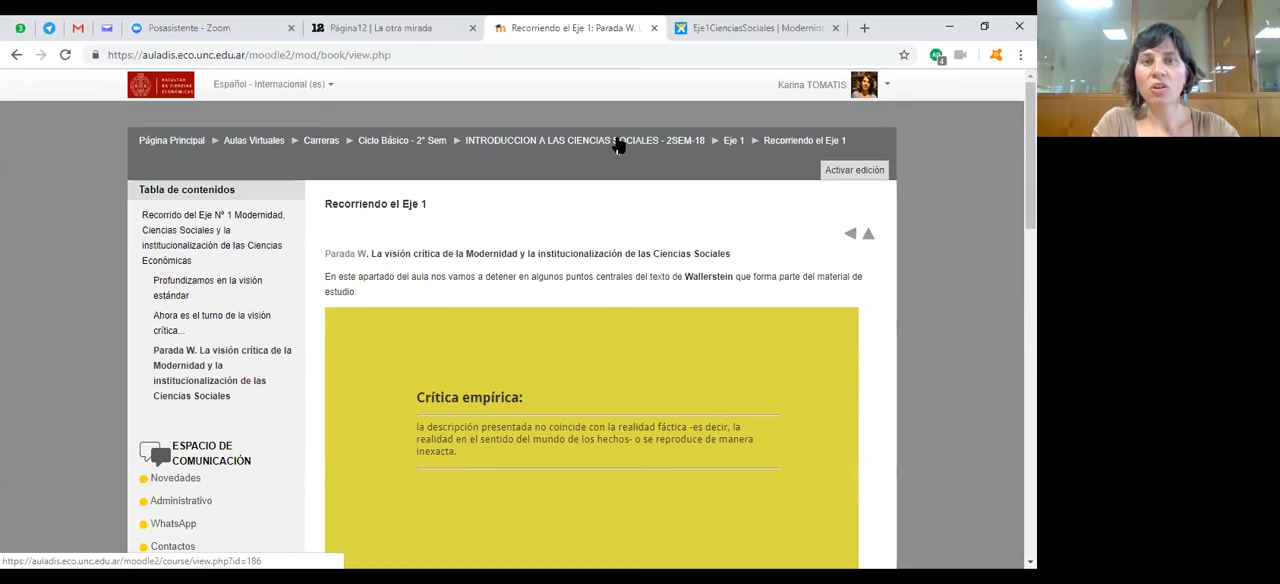 3
Posasistente - Zoom
12 Página12 | La otra mirada
Recorriendo el Eje 1: Parada W. L
Eje1CienciasSociales | Modernid
https://auladis.eco.unc.edu.ar/moodle2/mod/book/view.php
4
FACULTAD
DE CIENCIAS
ECONÓMICAS
Español - Internacional (es)
Karina TOMATIS
Página Principal
Aulas Virtuales
Carreras
Ciclo Básico - 2° Sem
INTRODUCCION A LAS CIENCIAS SOCIALES - 2SEM-18
Eje 1
Recorriendo el Eje 1
Activar edición
Tabla de contenidos
Recorrido del Eje Nº 1 Modernidad,
Ciencias Sociales y la
institucionalización de las Ciencias
Económicas
Profundizamos en la visión
estándar
Ahora es el turno de la visión
crítica...
Parada W. La visión crítica de la
Modernidad y la
institucionalización de las
Ciencias Sociales
ESPACIO DE
COMUNICACIÓN
Novedades
Administrativo
WhatsApp
Contactos
Recorriendo el Eje 1
Parada W. La visión crítica de la Modernidad y la institucionalización de las Ciencias Sociales
En este apartado del aula nos vamos a detener en algunos puntos centrales del texto de Wallerstein que forma parte del material de
estudio.
Crítica empírica:
la descripción presentada no coincide con la realidad fáctica -es decir, la
realidad en el sentido del mundo de los hechos- o se reproduce de manera
inexacta.
https://auladis.eco.unc.edu.ar/moodle2/course/view.php?id=186